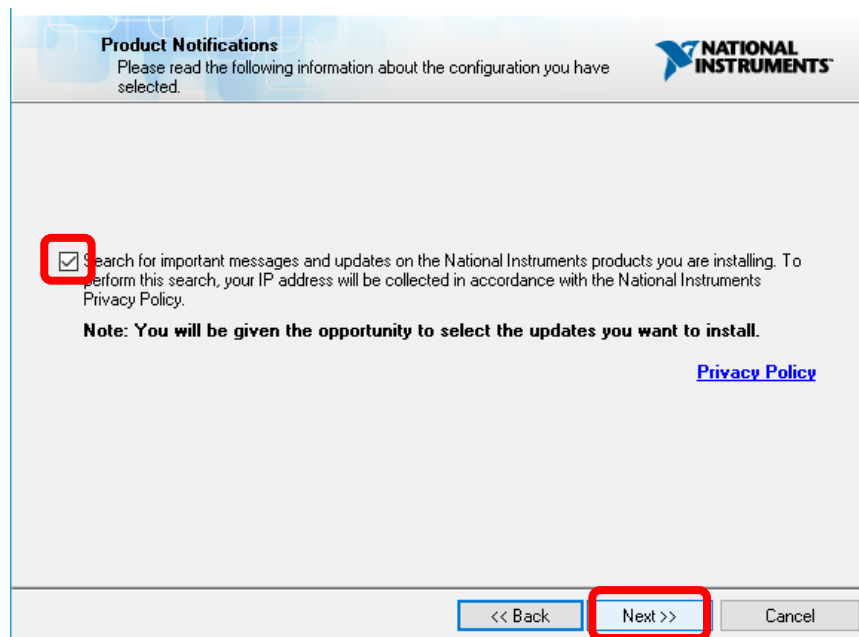 Product Notifications
Please read the following information about the configuration you have
selected.
NATIONAL
INSTRUMENTS™
Search for important messages and updates on the National Instruments products you are installing. To
perform this search, your IP address will be collected in accordance with the National Instruments
Privacy Policy.
Note: You will be given the opportunity to select the updates you want to install.
Privacy Policy
<< Back Next >> Cancel